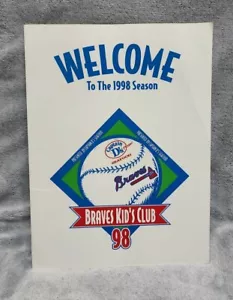 WELCOME
To The 1998 Season
Braves
BRAVES KID'S CLUB
98